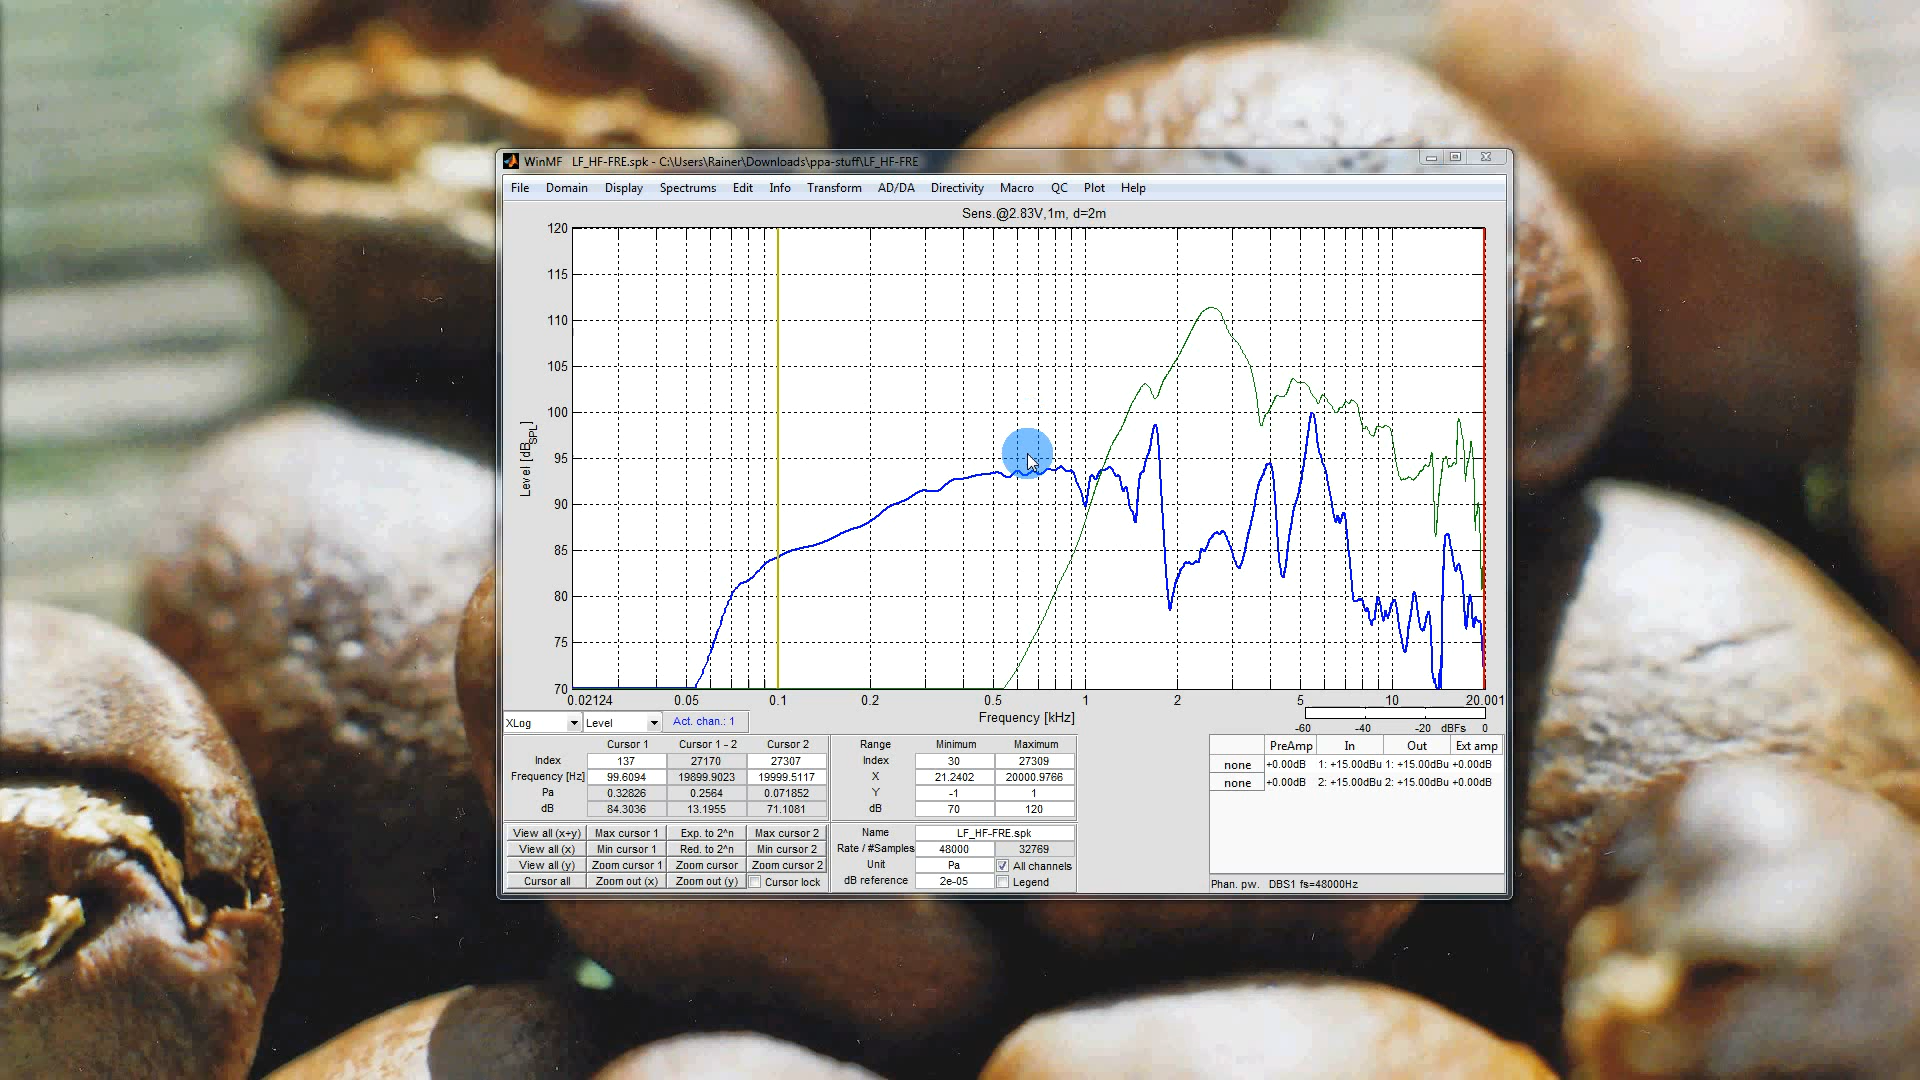 WinMF LF_HF-FRE.spk - C:\Users\Rainer\Downloads\ppa-stuff\LF_HF-FRE
File Domain Display Spectrums Edit Info Transform AD/DA Directivity Macro QC Plot Help
Sens.@2.83V,1m, d=2m
120
115
110
105
100
95
90
85
80
75
70
Level [dBSPL]
0.02124 0.05 0.1 0.2 0.5 1 2 5 10 20.001
Frequency [kHz]
-60 -40 -20 dBFs 0
XLog Level Act. chan.: 1
Cursor 1 Cursor 1 - 2 Cursor 2
Index 137 27170 27307
Frequency [Hz] 99.6094 19899.9023 19999.5117
Pa 0.32826 0.2564 0.071852
dB 84.3036 13.1955 71.1081
Range Minimum Maximum
Index 30 27309
X 21.2402 20000.9766
Y -1 1
dB 70 120
View all (x+y) Max cursor 1 Exp. to 2^n Max cursor 2
View all (x) Min cursor 1 Red. to 2^n Min cursor 2
View all (y) Zoom cursor 1 Zoom cursor Zoom cursor 2
Cursor all Zoom out (x) Zoom out (y) Cursor lock
Name LF_HF-FRE.spk
Rate / #Samples 48000 32769
Unit Pa All channels
dB reference 2e-05 Legend
PreAmp In Out Ext amp
none +0.00dB 1: +15.00dBu 1: +15.00dBu +0.00dB
none +0.00dB 2: +15.00dBu 2: +15.00dBu +0.00dB
Phan. pw. DBS1 fs=48000Hz